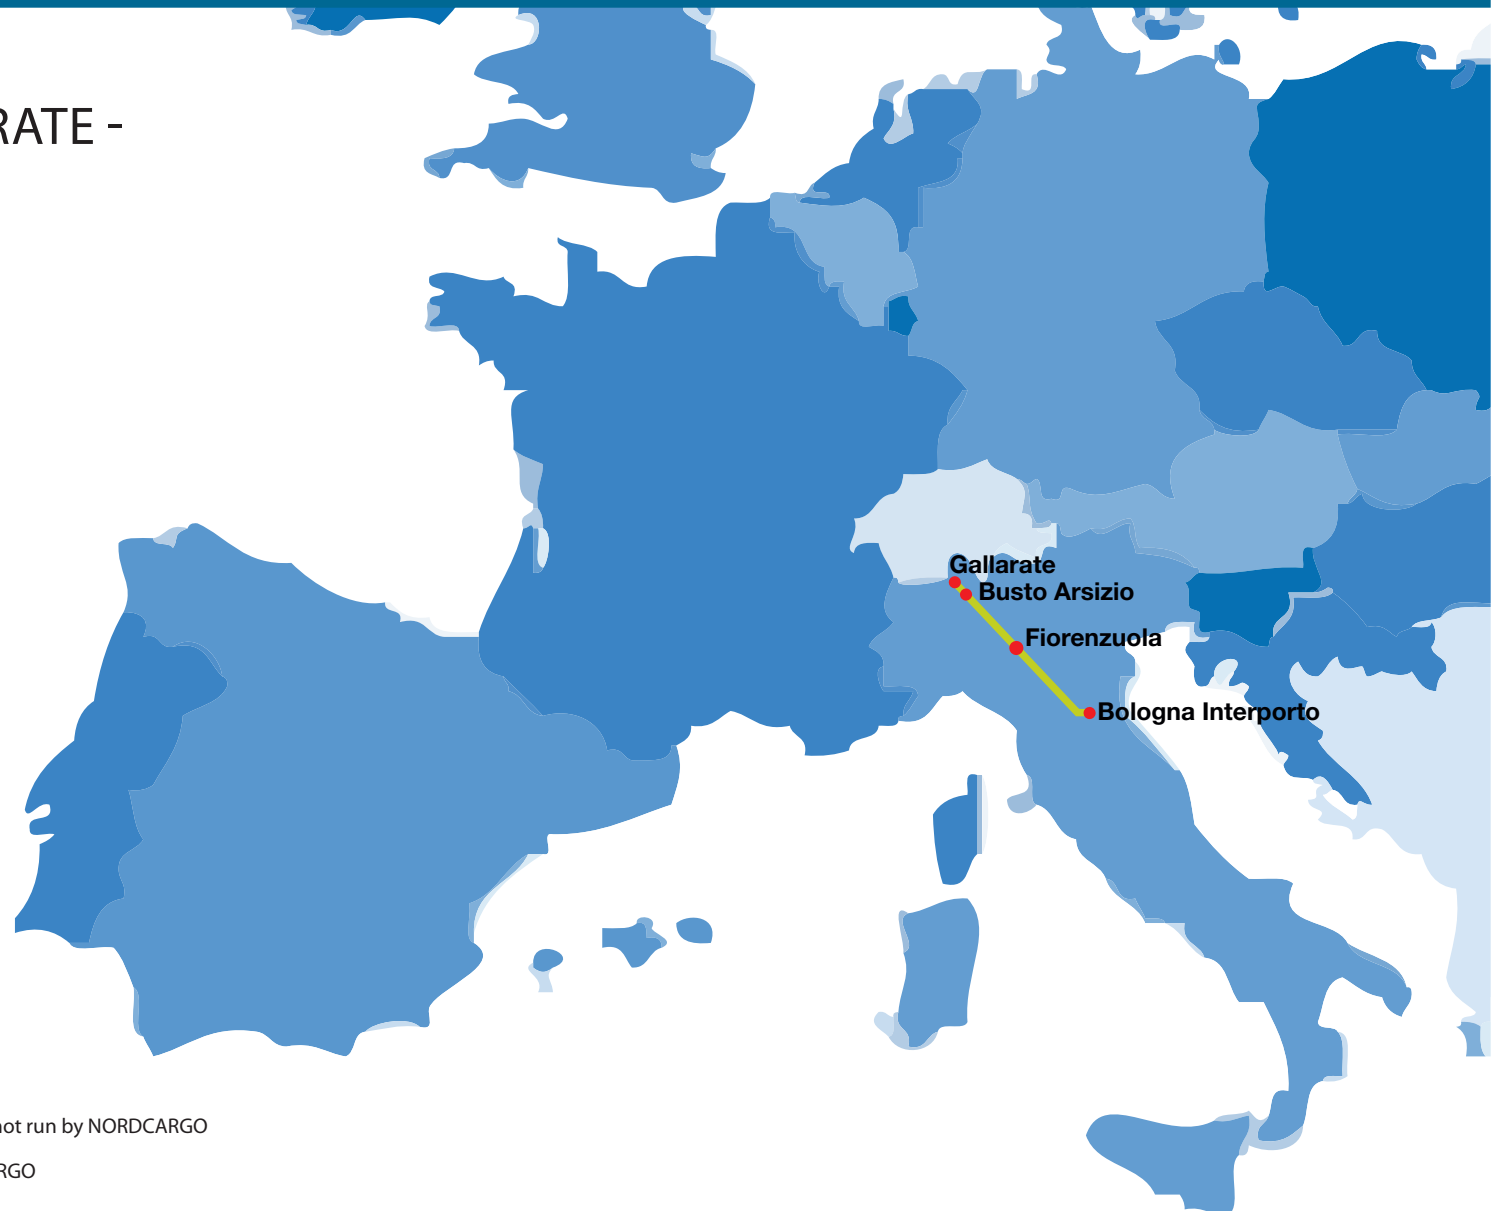 RATE -
Gallarate
Busto Arsizio
Fiorenzuola
Bologna Interporto
not run by NORDCARGO
RGO